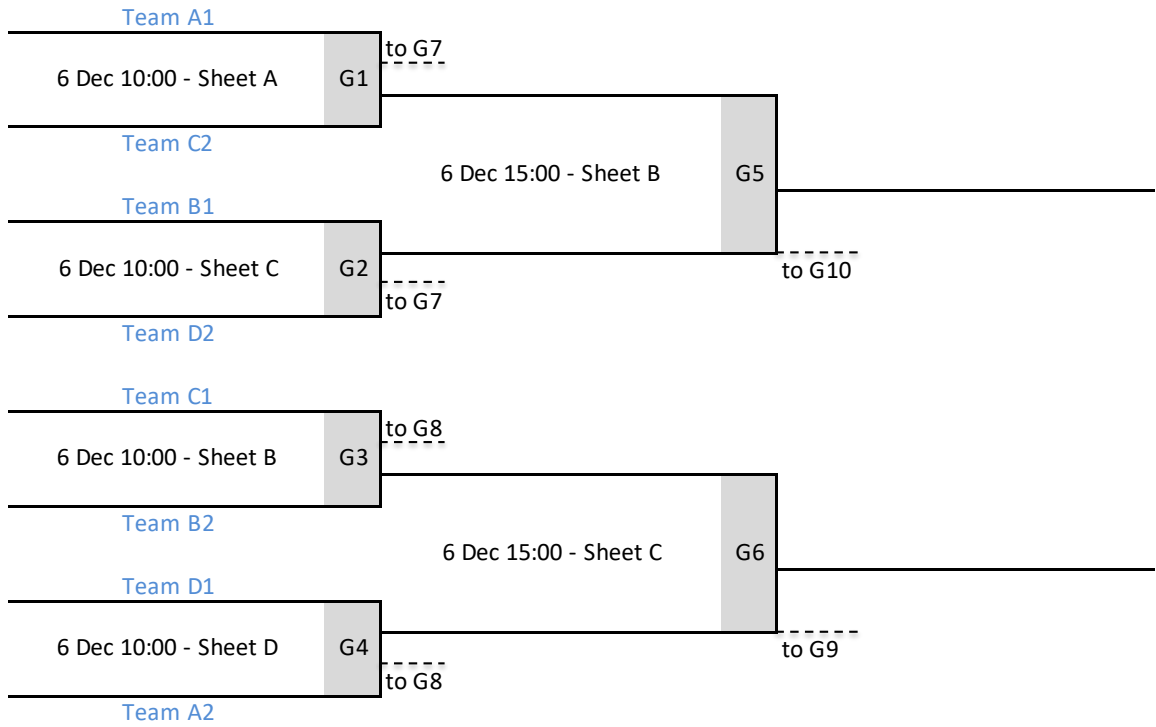 Team A1
to G7
6 Dec 10:00 - Sheet A
G1
Team C2
6 Dec 15:00 - Sheet B
G5
Team B1
6 Dec 10:00 - Sheet C
G2
to G10
to G7
Team D2
Team C1
to G8
6 Dec 10:00 - Sheet B
G3
Team B2
6 Dec 15:00 - Sheet C
G6
Team D1
6 Dec 10:00 - Sheet D
G4
to G9
to G8
Team A2